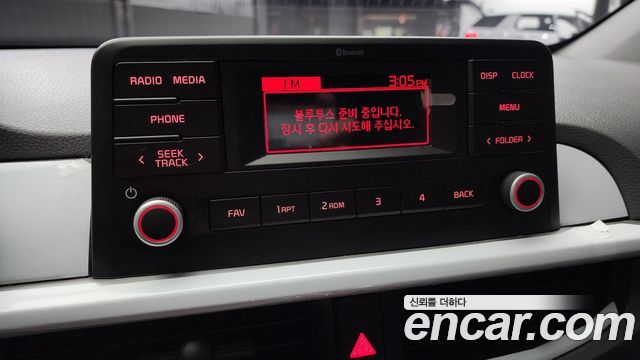 Bluetooth
RADIO MEDIA
FM 3:05 PM
DISP CLOCK
블루투스 준비 중입니다.
잠시 후 다시 시도해 주십시오.
PHONE
MENU
< SEEK TRACK >
< FOLDER >
FAV 1 RPT 2 RDM 3 4 BACK
신뢰를 더하다
encar.com